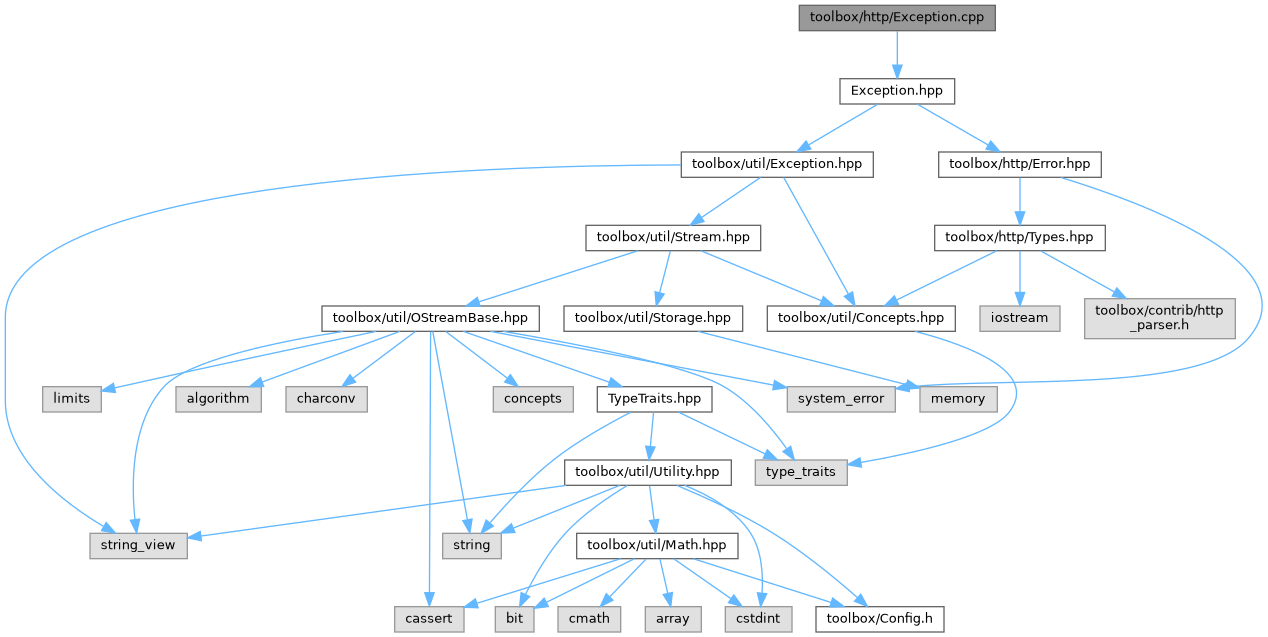 toolbox/http/Exception.cpp
Exception.hpp
toolbox/util/Exception.hpp
toolbox/http/Error.hpp
toolbox/util/Stream.hpp
toolbox/http/Types.hpp
toolbox/util/OStreamBase.hpp
toolbox/util/Storage.hpp
toolbox/util/Concepts.hpp
iostream
toolbox/contrib/http
_parser.h
limits
algorithm
charconv
concepts
TypeTraits.hpp
system_error
memory
toolbox/util/Utility.hpp
type_traits
string_view
string
toolbox/util/Math.hpp
cassert
bit
cmath
array
cstdint
toolbox/Config.h